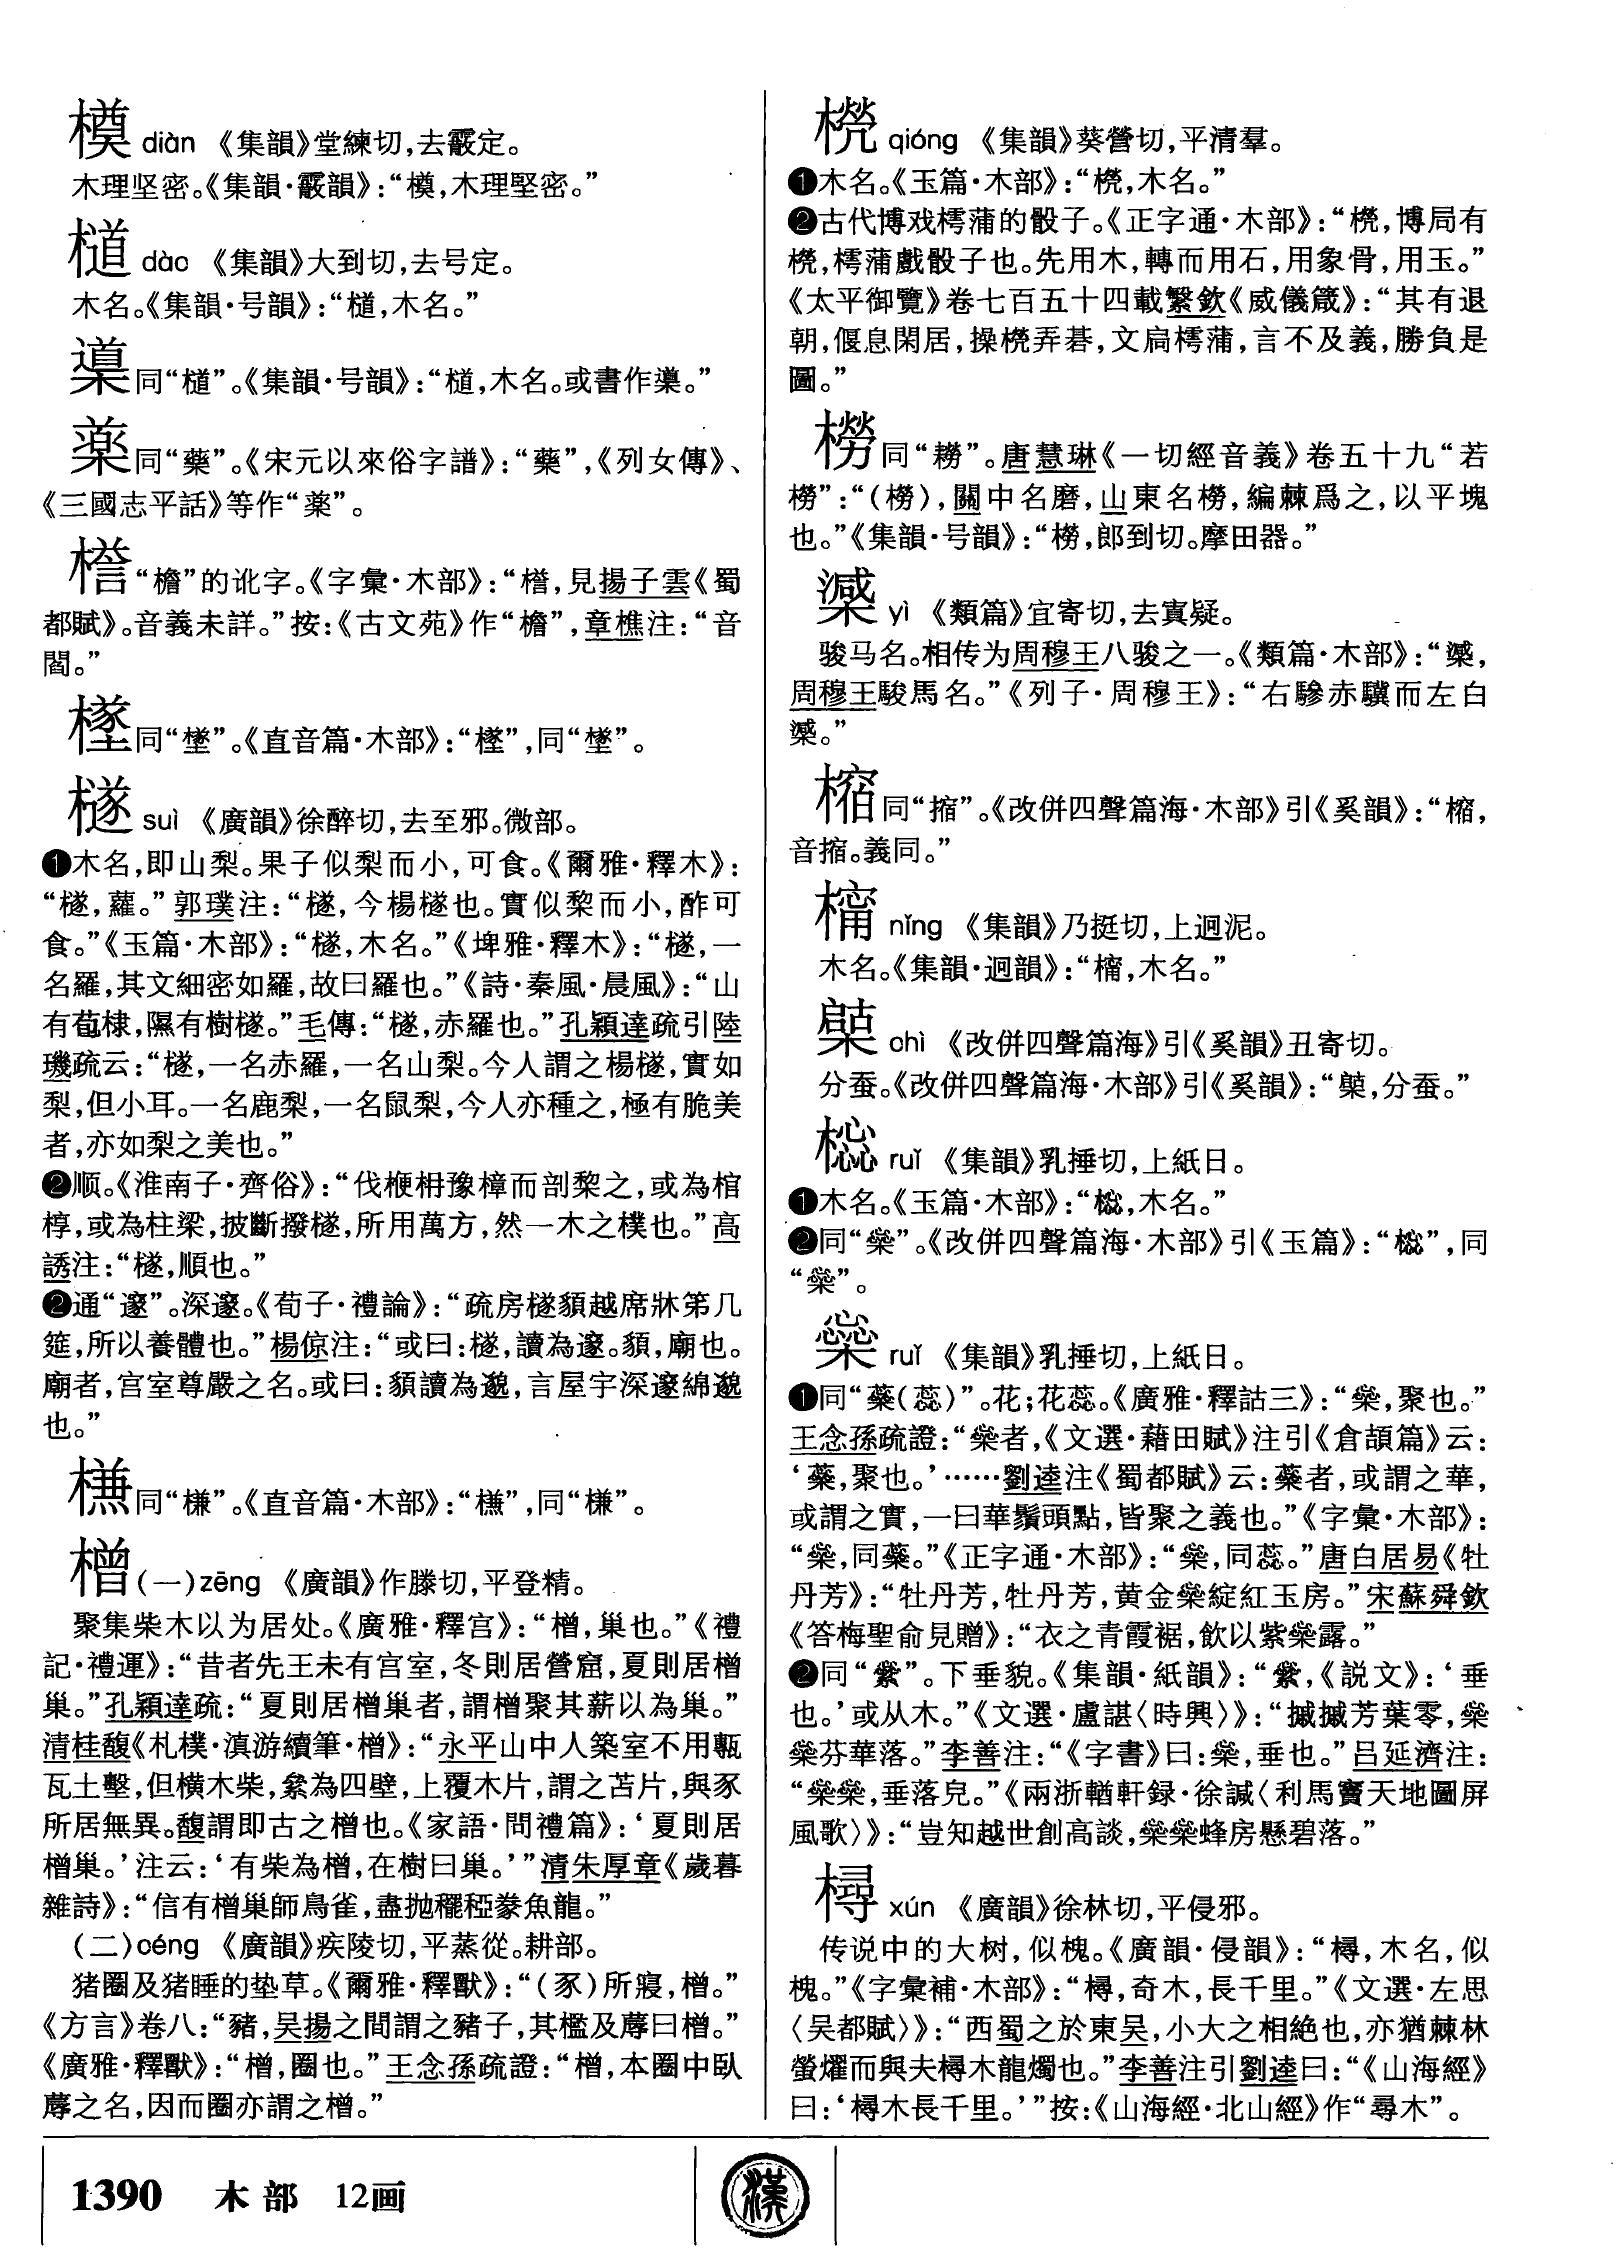 橂 diàn 《集韻》堂練切，去霰定。
木理坚密。《集韻·霰韻》：“橂，木理堅密。”
檤 dào 《集韻》大到切，去号定。
木名。《集韻·号韻》：“檤，木名。”
同“檤”。《集韻·号韻》：“檤，木名。或書作。”
薬 同“藥”。《宋元以來俗字譜》：“藥”，《列女傳》、
《三國志平話》等作“薬”。
“檐”的讹字。《字彙·木部》：“，見揚子雲《蜀
都賦》。音義未詳。”按：《古文苑》作“檐”，章樵注：“音
閻。”
同“”。《直音篇·木部》：“”，同“”。
檖 suì 《廣韻》徐醉切，去至邪。微部。
❶木名，即山梨。果子似梨而小，可食。《爾雅·釋木》：
“檖，蘿。”郭璞注：“檖，今楊檖也。實似棃而小，酢可
食。”《玉篇·木部》：“檖，木名。”《埤雅·釋木》：“檖，一
名羅，其文細密如羅，故曰羅也。”《詩·秦風·晨風》：“山
有苞棣，隰有樹檖。”毛傳：“檖，赤羅也。”孔穎達疏引陸
璣疏云：“檖，一名赤羅，一名山梨。今人謂之楊檖，實如
梨，但小耳。一名鹿梨，一名鼠梨，今人亦種之，極有脆美
者，亦如梨之美也。”
❷顺。《淮南子·齊俗》：“伐楩枏豫樟而剖棃之，或為棺
椁，或為柱梁，披斷撥檖，所用萬方，然一木之樸也。”高
誘注：“檖，順也。”
❷通“邃”。深邃。《荀子·禮論》：“疏房檖䫉越席牀笫几
筵，所以養體也。”楊倞注：“或曰：檖，讀為邃。䫉，廟也。
廟者，宫室尊嚴之名。或曰：䫉讀為邈，言屋宇深邃綿邈
也。”
同“槏”。《直音篇·木部》：“”，同“槏”。
橧 (一)zēng 《廣韻》作滕切，平登精。
聚集柴木以为居处。《廣雅·釋宫》：“橧，巢也。”《禮
記·禮運》：“昔者先王未有宫室，冬則居營窟，夏則居橧
巢。”孔穎達疏：“夏則居橧巢者，謂橧聚其薪以為巢。”
清桂馥《札樸·滇游續筆·橧》：“永平山中人築室不用甎
瓦土墼，但横木柴，絫為四壁，上覆木片，謂之苫片，與豕
所居無異。馥謂即古之橧也。《家語·問禮篇》：‘夏則居
橧巢。’注云：‘有柴為橧，在樹曰巢。’”清朱厚章《歲暮
雜詩》：“信有橧巢師鳥雀，盡抛䆉稏豢魚龍。”
(二)céng 《廣韻》疾陵切，平蒸從。耕部。
猪圈及猪睡的垫草。《爾雅·釋獸》：“(豕)所寢，橧。”
《方言》卷八：“豬，吴揚之間謂之豬子，其檻及蓐曰橧。”
《廣雅·釋獸》：“橧，圈也。”王念孫疏證：“橧，本圈中卧
蓐之名，因而圈亦謂之橧。”
橩 qióng 《集韻》葵營切，平清羣。
❶木名。《玉篇·木部》：“橩，木名。”
❷古代博戏樗蒲的骰子。《正字通·木部》：“橩，博局有
橩，樗蒲戲骰子也。先用木，轉而用石，用象骨，用玉。”
《太平御覽》卷七百五十四載繁欽《威儀箴》：“其有退
朝，偃息閑居，操橩弄碁，文局樗蒲，言不及義，勝負是
圖。”
橯 同“耮”。唐慧琳《一切經音義》卷五十九“若
橯”：“(橯)，關中名磨，山東名橯，編棘爲之，以平塊
也。”《集韻·号韻》：“橯，郎到切。摩田器。”
yì 《類篇》宜寄切，去寘疑。
骏马名。相传为周穆王八骏之一。《類篇·木部》：“，
周穆王駿馬名。”《列子·周穆王》：“右驂赤驥而左白
。”
同“㩋”。《改併四聲篇海·木部》引《奚韻》：“，
音㩋。義同。”
nǐng 《集韻》乃挺切，上迥泥。
木名。《集韻·迥韻》：“，木名。”
chì 《改併四聲篇海》引《奚韻》丑寄切。
分蚕。《改併四聲篇海·木部》引《奚韻》：“，分蚕。”
橤 ruǐ 《集韻》乳捶切，上紙日。
❶木名。《玉篇·木部》：“，木名。”
❷同“橤”。《改併四聲篇海·木部》引《玉篇》：“”，同
“橤”。
橤 ruǐ 《集韻》乳捶切，上紙日。
❶同“蘂(蕊)”。花；花蕊。《廣雅·釋詁三》：“橤，聚也。”
王念孫疏證：“橤者，《文選·藉田賦》注引《倉頡篇》云：
‘蘂，聚也。’……劉逵注《蜀都賦》云：蘂者，或謂之華，
或謂之實，一曰華鬚頭點，皆聚之義也。”《字彙·木部》：
“橤，同蘂。”《正字通·木部》：“橤，同蕊。”唐白居易《牡
丹芳》：“牡丹芳，牡丹芳，黄金橤綻紅玉房。”宋蘇舜欽
《答梅聖俞見贈》：“衣之青霞裾，飲以紫橤露。”
❷同“繠”。下垂貌。《集韻·紙韻》：“繠，《説文》：‘垂
也。’或从木。”《文選·盧諶〈時興〉》：“摵摵芳葉零，橤
橤芬華落。”李善注：“《字書》曰：橤，垂也。”吕延濟注：
“橤橤，垂落皃。”《兩浙輶軒録·徐諴〈利馬竇天地圖屏
風歌〉》：“豈知越世創高談，橤橤蜂房懸碧落。”
樳 xún 《廣韻》徐林切，平侵邪。
传说中的大树，似槐。《廣韻·侵韻》：“樳，木名，似
槐。”《字彙補·木部》：“樳，奇木，長千里。”《文選·左思
〈吴都賦〉》：“西蜀之於東吴，小大之相絶也，亦猶棘林
螢燿而與夫樳木龍燭也。”李善注引劉逵曰：“《山海經》
曰：‘樳木長千里。’”按：《山海經·北山經》作“尋木”。
1390 木部 12画
漢